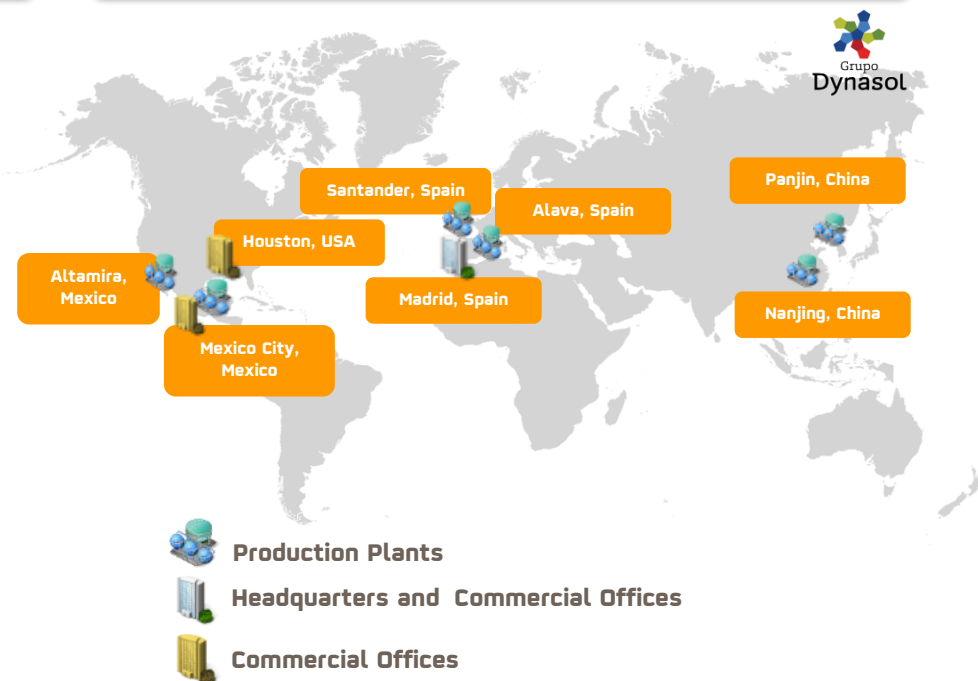 Grupo
Dynasol
Panjin, China
Santander, Spain
Alava, Spain
Houston, USA
Altamira,
Mexico
Madrid, Spain
Nanjing, China
Mexico City,
Mexico
Production Plants
Headquarters and Commercial Offices
Commercial Offices